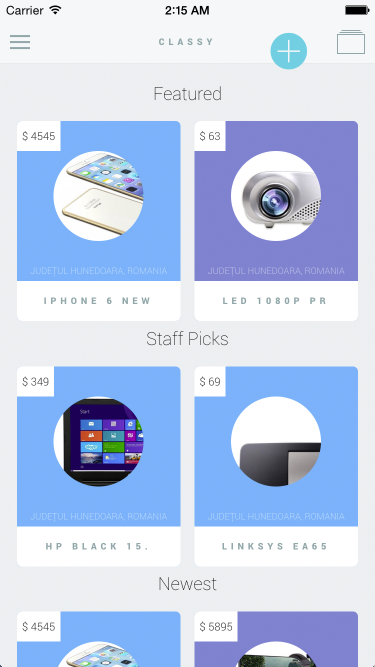 Carrier 2:15 AM
CLASSY
Featured
$ 4545
$ 63
JUDEȚUL HUNEDOARA, ROMANIA
JUDEȚUL HUNEDOARA, ROMANIA
IPHONE 6 NEW
LED 1080P PR
Staff Picks
$ 349
$ 69
Start
JUDEȚUL HUNEDOARA, ROMANIA
JUDEȚUL HUNEDOARA, ROMANIA
HP BLACK 15.
LINKSYS EA65
Newest
$ 4545
$ 5895